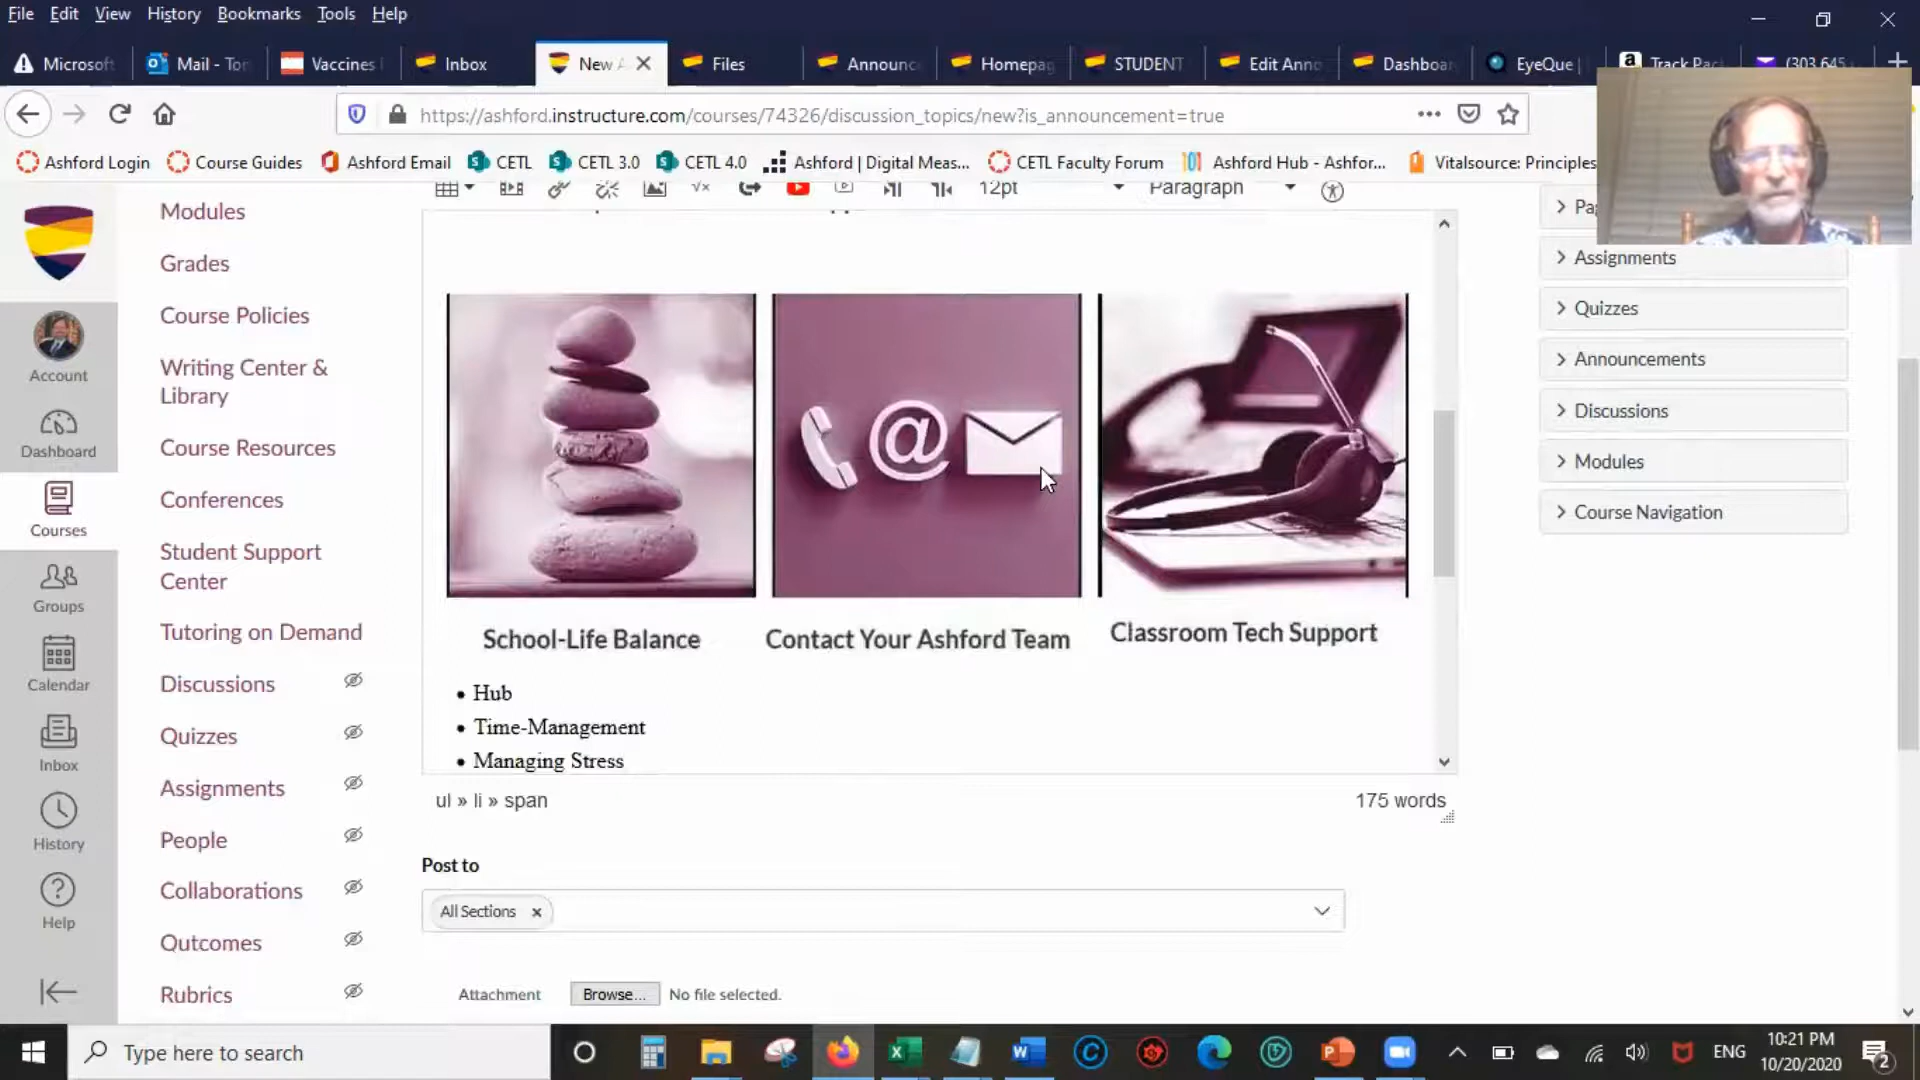 File Edit View History Bookmarks Tools Help
Microsoft Mail - Tom Vaccines Inbox New A Files Announc Homepag STUDENT Edit Anno Dashboa EyeQue Track Pac (303.645
https://ashford.instructure.com/courses/74326/discussion_topics/new?is_announcement=true
Ashford Login Course Guides Ashford Email CETL CETL 3.0 CETL 4.0 Ashford | Digital Meas... CETL Faculty Forum Ashford Hub - Ashfor... Vitalsource: Principles
12pt Paragraph
Account
Dashboard
Courses
Groups
Calendar
Inbox
History
Help
Modules
Grades
Course Policies
Writing Center &
Library
Course Resources
Conferences
Student Support
Center
Tutoring on Demand
Discussions
Quizzes
Assignments
People
Collaborations
Outcomes
Rubrics
School-Life Balance
Contact Your Ashford Team
Classroom Tech Support
• Hub
• Time-Management
• Managing Stress
ul » li » span
175 words
Post to
All Sections ×
Attachment Browse... No file selected.
Assignments
Quizzes
Announcements
Discussions
Modules
Course Navigation
Type here to search
ENG
10:21 PM
10/20/2020
2